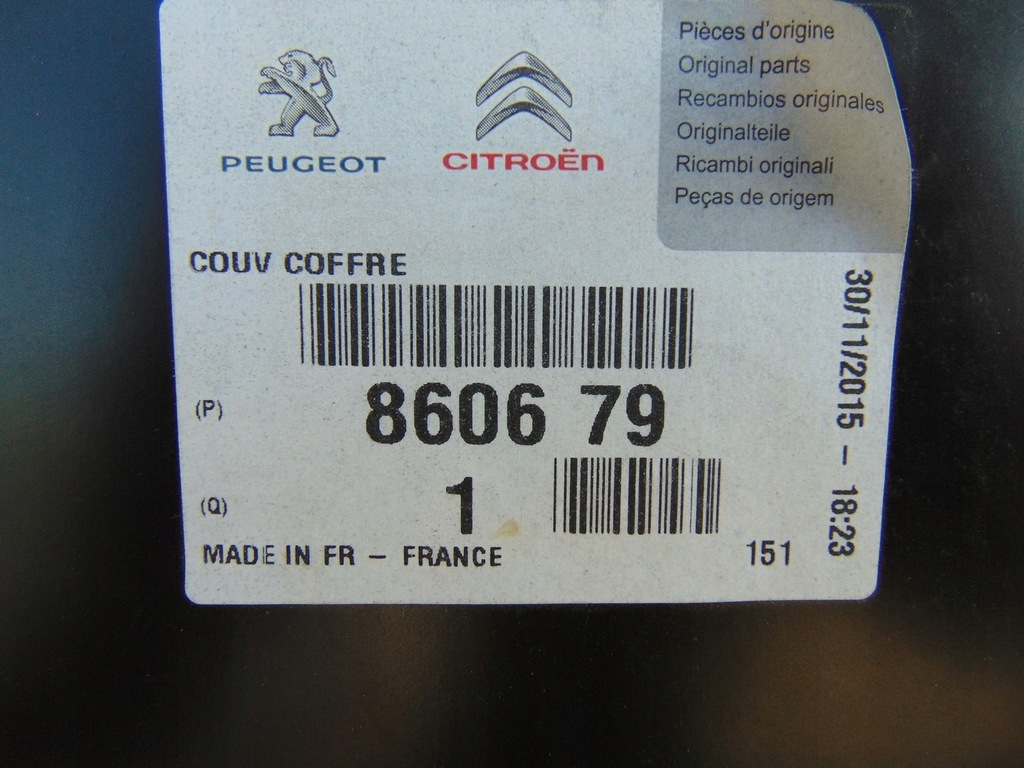 PEUGEOT
CITROËN
Pièces d'origine
Original parts
Recambios originales
Originalteile
Ricambi originali
Peças de origem
COUV COFFRE
(P) 8606 79
(Q) 1
MADE IN FR - FRANCE
151
30/11/2015 - 18:23